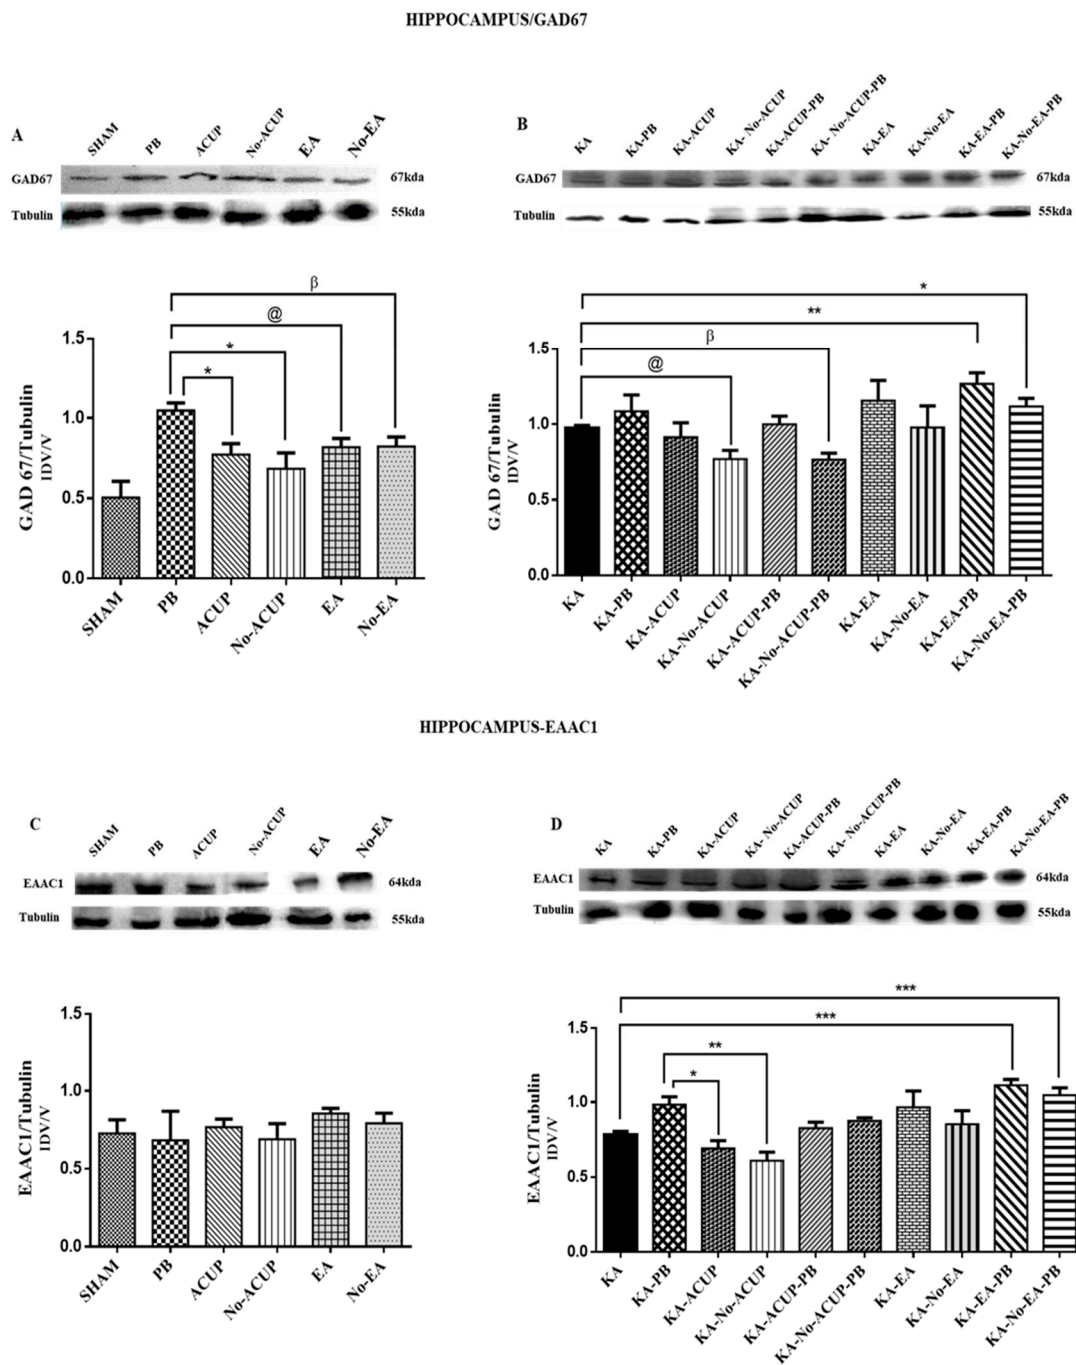 HIPPOCAMPUS/GAD67
A
SHAM
PB
ACUP
No-ACUP
EA
No-EA
GAD67
67kda
Tubulin
55kda
β
@
*
*
GAD 67/Tubulin
IDV/V
1.5
1.0
0.5
0.0
SHAM
PB
ACUP
No-ACUP
EA
No-EA
B
KA
KA-PB
KA-ACUP
KA- No-ACUP
KA-ACUP-PB
KA- No-ACUP-PB
KA-EA
KA-No-EA
KA-EA-PB
KA-No-EA-PB
GAD67
67kda
Tubulin
55kda
*
**
β
@
GAD 67/Tubulin
IDV/V
1.5
1.0
0.5
0.0
KA
KA-PB
KA-ACUP
KA-No-ACUP
KA-ACUP-PB
KA-No-ACUP-PB
KA-EA
KA-No-EA
KA-EA-PB
KA-No-EA-PB
HIPPOCAMPUS-EAAC1
C
SHAM
PB
ACUP
No-ACUP
EA
No-EA
EAAC1
64kda
Tubulin
55kda
EAAC1/Tubulin
IDV/V
1.5
1.0
0.5
0.0
SHAM
PB
ACUP
No-ACUP
EA
No-EA
D
KA
KA-PB
KA-ACUP
KA- No-ACUP
KA-ACUP-PB
KA- No-ACUP-PB
KA-EA
KA-No-EA
KA-EA-PB
KA-No-EA-PB
EAAC1
64kda
Tubulin
55kda
***
***
**
*
EAAC1/Tubulin
IDV/V
1.5
1.0
0.5
0.0
KA
KA-PB
KA-ACUP
KA-No-ACUP
KA-ACUP-PB
KA-No-ACUP-PB
KA-EA
KA-No-EA
KA-EA-PB
KA-No-EA-PB